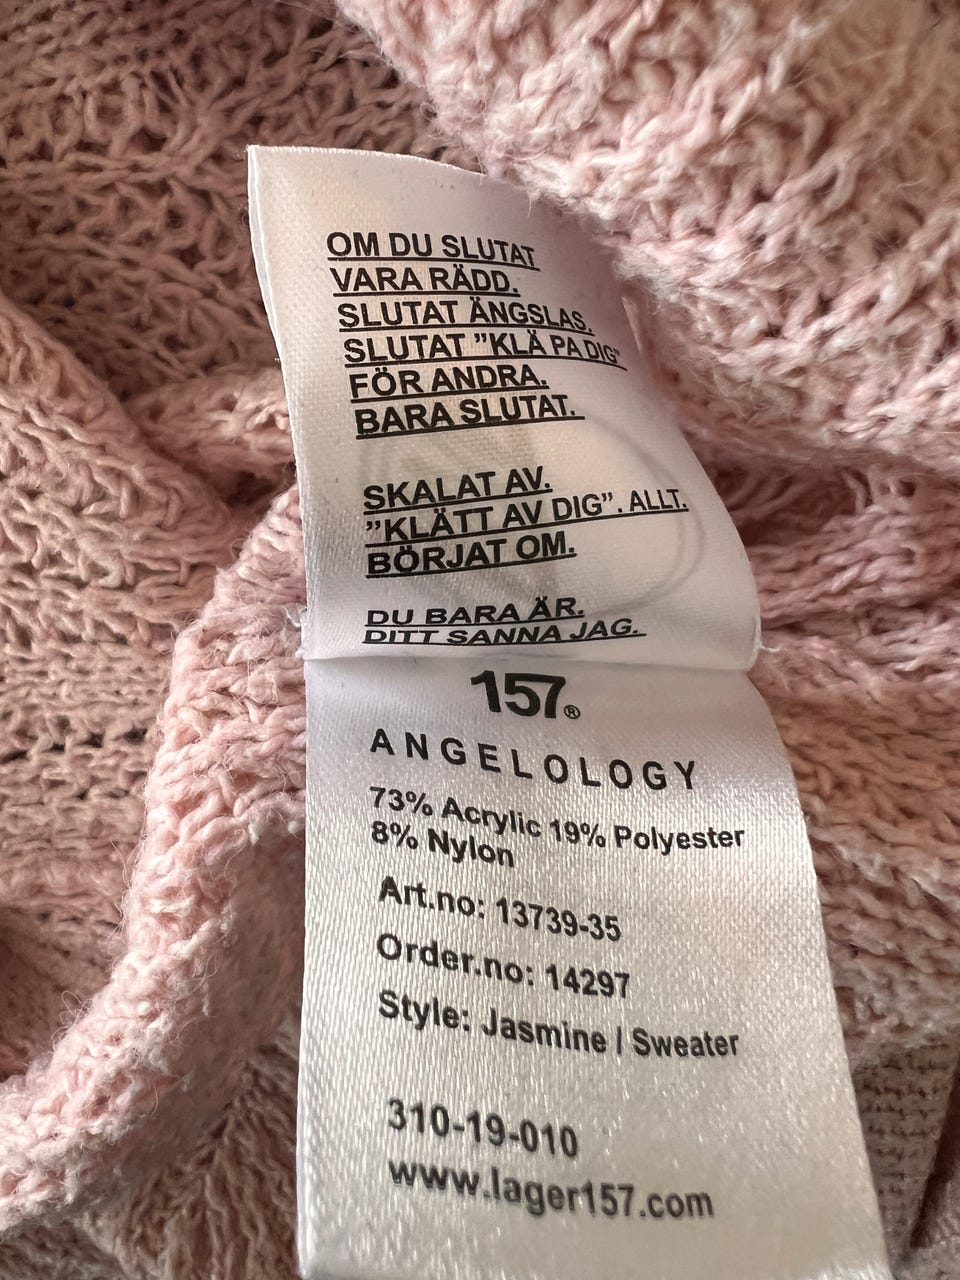 OM DU SLUTAT
VARA RÄDD.
SLUTAT ÄNGSLAS.
SLUTAT ”KLÄ PÅ DIG”
FÖR ANDRA.
BARA SLUTAT.
SKALAT AV.
”KLÄTT AV DIG”. ALLT.
BÖRJAT OM.
DU BARA ÄR.
DITT SANNA JAG.
157®
ANGELOLOGY
73% Acrylic 19% Polyester
8% Nylon
Art.no: 13739-35
Order.no: 14297
Style: Jasmine | Sweater
310-19-010
www.lager157.com